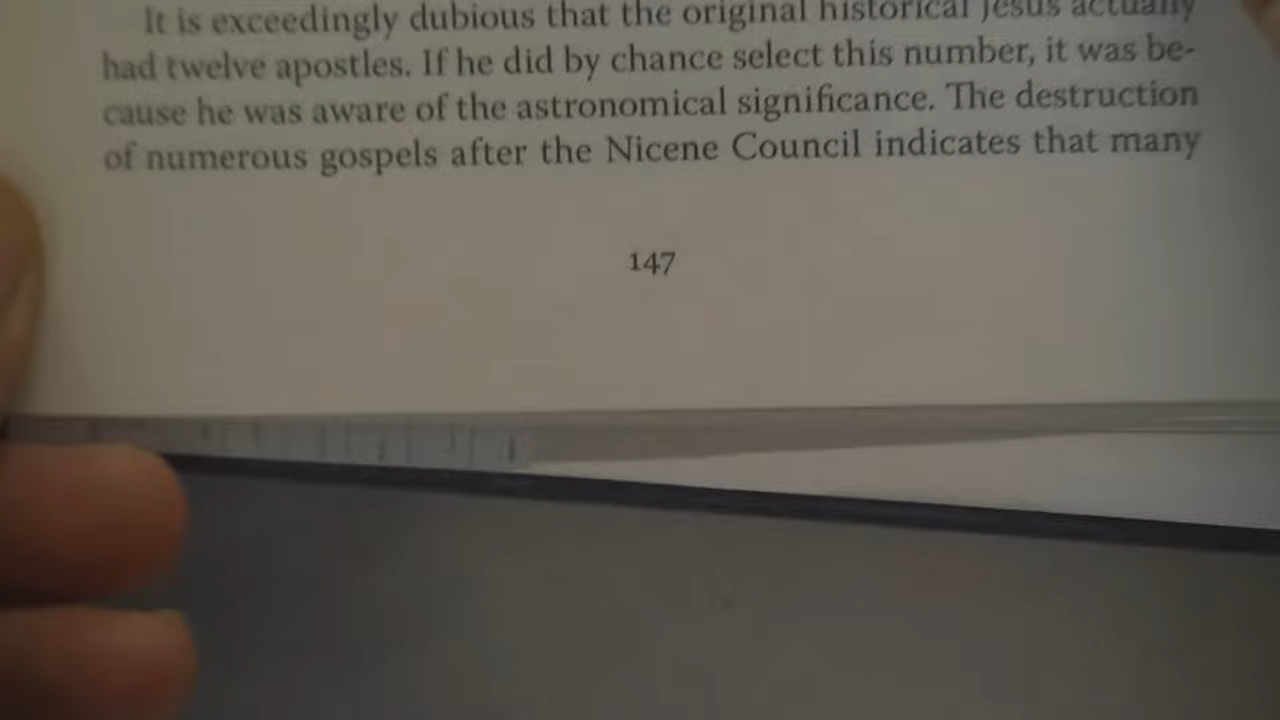 It is exceedingly dubious that the original historical Jesus actually
had twelve apostles. If he did by chance select this number, it was be-
cause he was aware of the astronomical significance. The destruction
of numerous gospels after the Nicene Council indicates that many
147